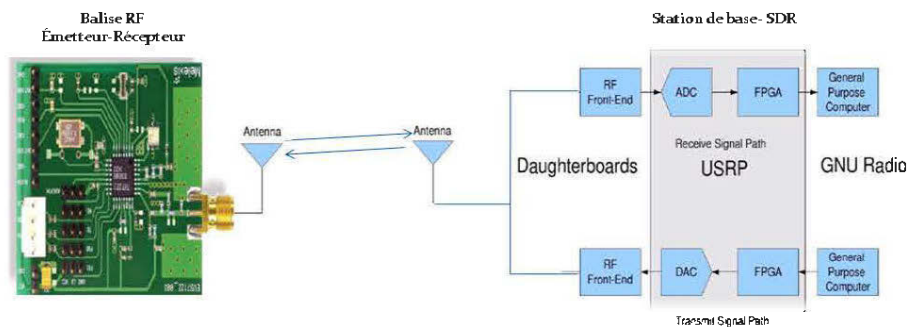 Balise RF
Émetteur-Récepteur
Station de base- SDR
Melexis
Antenna
Antenna
RF
Front-End
ADC
FPGA
General
Purpose
Computer
Receive Signal Path
Daughterboards
USRP
GNU Radio
RF
Front-End
DAC
FPGA
General
Purpose
Computer
Transmit Signal Path